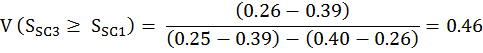 V (S_SC3 ≥ S_SC1) = (0.26 − 0.39) / ((0.25 − 0.39) − (0.40 − 0.26)) = 0.46